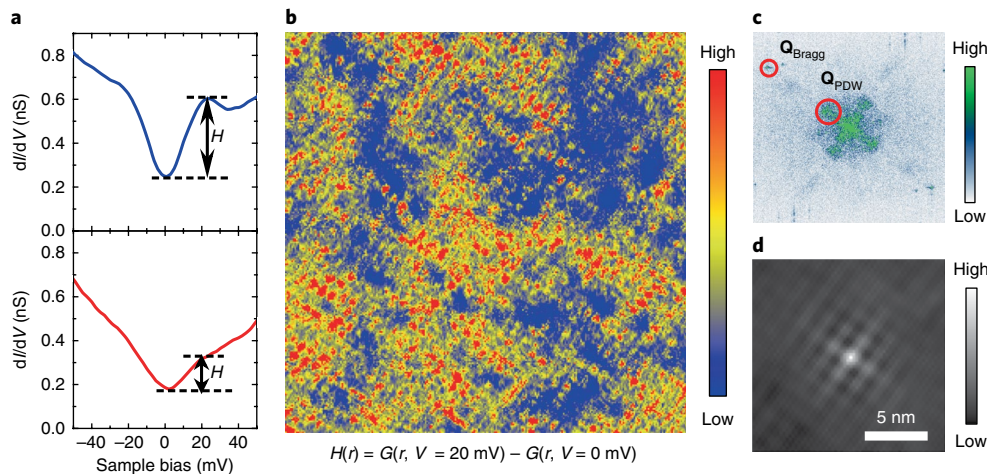 a
dI/dV (nS)
0.8
0.6
0.4
0.2
0.0
H
dI/dV (nS)
0.8
0.6
0.4
0.2
0.0
H
−40 −20 0 20 40
Sample bias (mV)
b
High
Low
H(r) = G(r, V = 20 mV) − G(r, V = 0 mV)
c
Q_Bragg
Q_PDW
High
Low
d
5 nm
High
Low